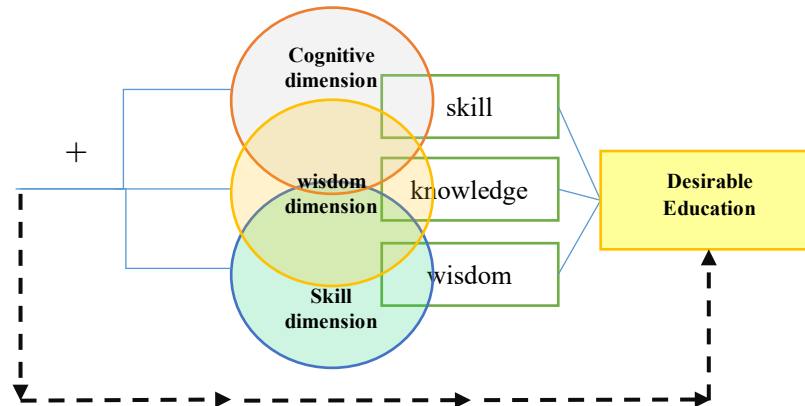 Cognitive
dimension
skill
+
wisdom
dimension
knowledge
Desirable
Education
wisdom
Skill
dimension